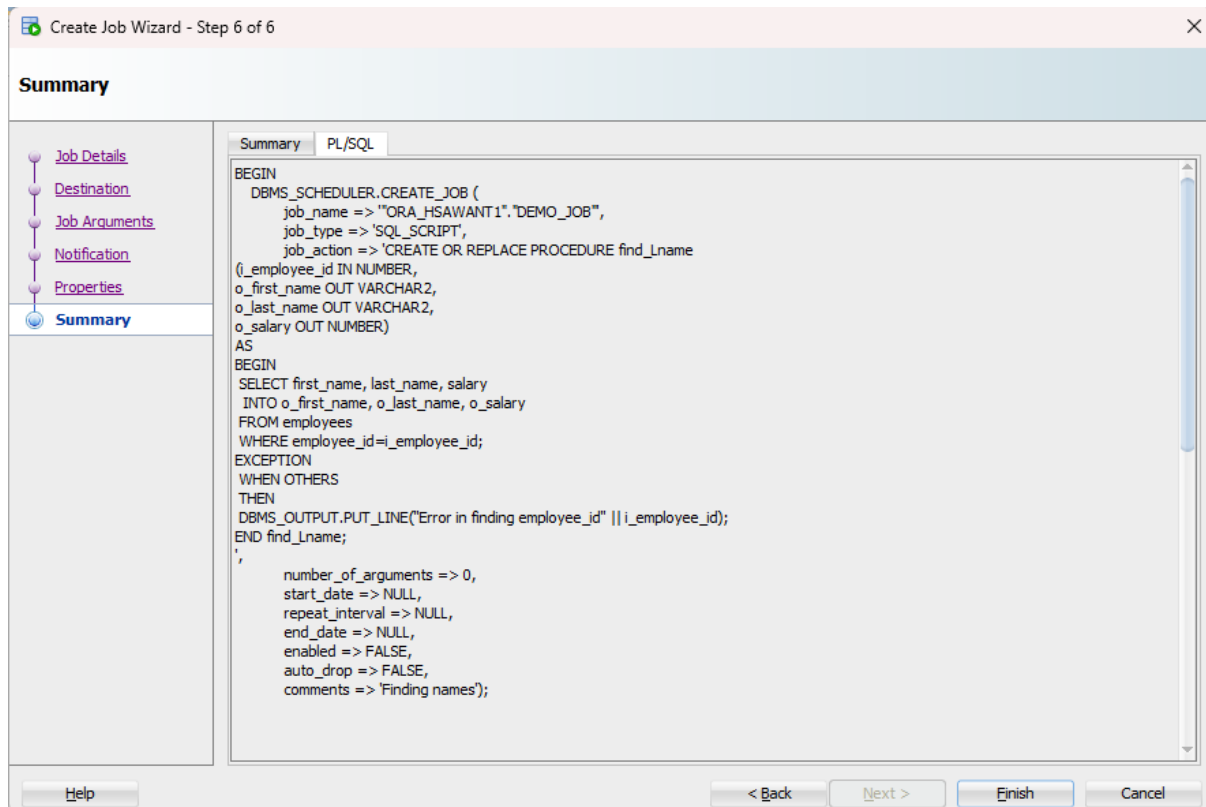 Create Job Wizard - Step 6 of 6
Summary
Job Details
Destination
Job Arguments
Notification
Properties
Summary
Summary PL/SQL
BEGIN
DBMS_SCHEDULER.CREATE_JOB (
job_name => '"ORA_HSAWANT1"."DEMO_JOB"',
job_type => 'SQL_SCRIPT',
job_action => 'CREATE OR REPLACE PROCEDURE find_Lname
(i_employee_id IN NUMBER,
o_first_name OUT VARCHAR2,
o_last_name OUT VARCHAR2,
o_salary OUT NUMBER)
AS
BEGIN
SELECT first_name, last_name, salary
INTO o_first_name, o_last_name, o_salary
FROM employees
WHERE employee_id=i_employee_id;
EXCEPTION
WHEN OTHERS
THEN
DBMS_OUTPUT.PUT_LINE("Error in finding employee_id" || i_employee_id);
END find_Lname;
',
number_of_arguments => 0,
start_date => NULL,
repeat_interval => NULL,
end_date => NULL,
enabled => FALSE,
auto_drop => FALSE,
comments => 'Finding names');
Help < Back Next > Finish Cancel